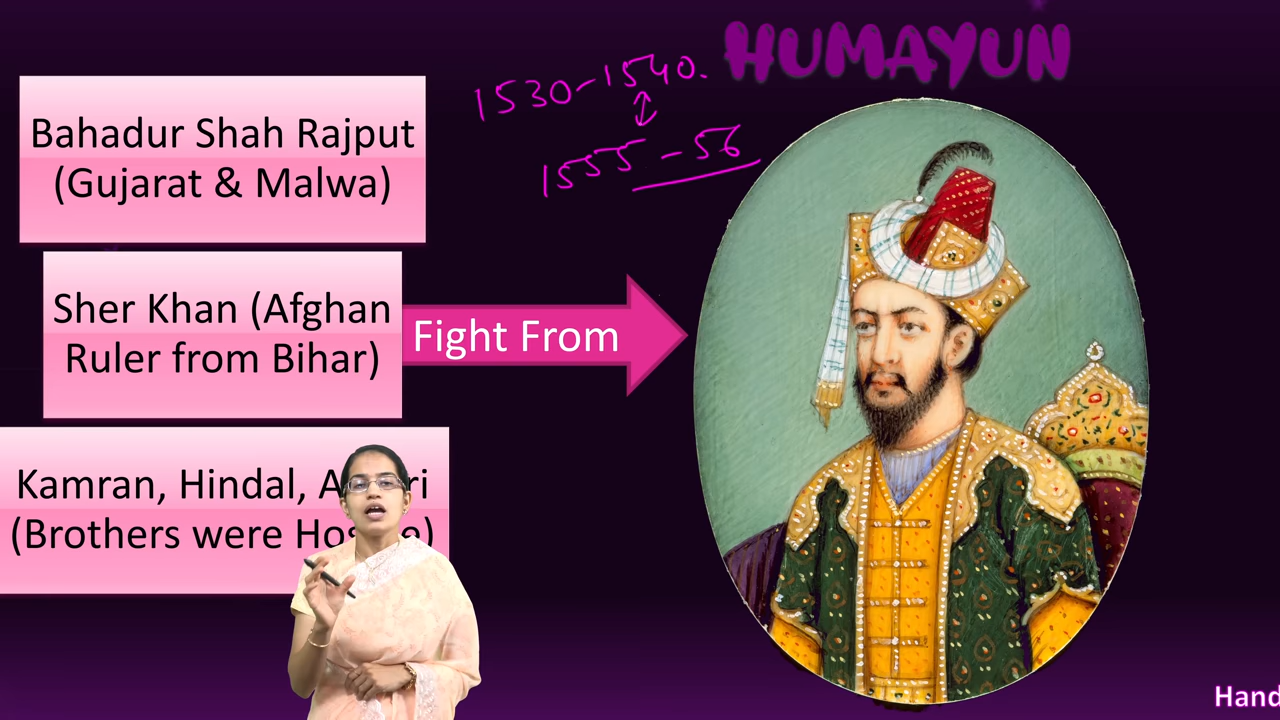 HUMAYUN
1530-1540.
1555-56
Bahadur Shah Rajput
(Gujarat & Malwa)
Sher Khan (Afghan
Ruler from Bihar)
Fight From
Kamran, Hindal,
(Brothers were
Hand